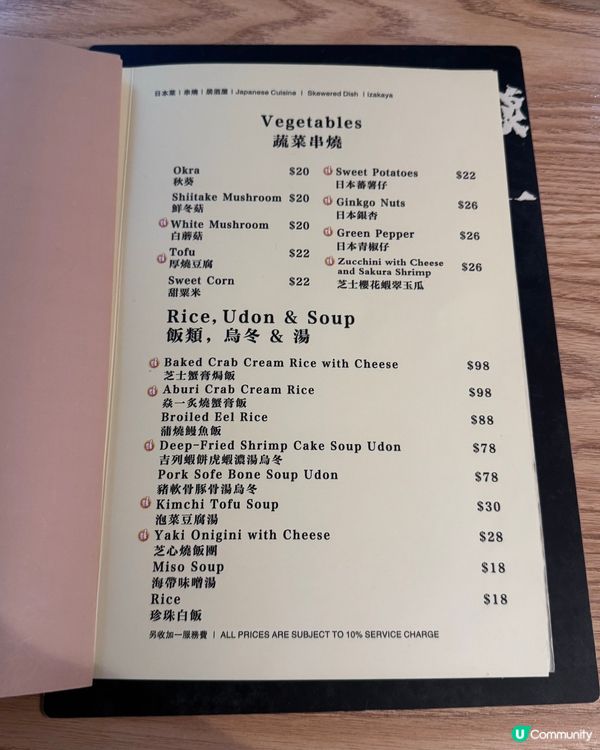 日本菜 | 串燒 | 居酒屋 | Japanese Cuisine | Skewered Dish | Izakaya
Vegetables
蔬菜串燒
Okra $20
秋葵
Shiitake Mushroom $20
鮮冬菇
White Mushroom $20
白蘑菇
Tofu $22
厚燒豆腐
Sweet Corn $22
甜粟米
Sweet Potatoes $22
日本蕃薯仔
Ginkgo Nuts $26
日本銀杏
Green Pepper $26
日本青椒仔
Zucchini with Cheese
and Sakura Shrimp $26
芝士櫻花蝦翠玉瓜
Rice, Udon & Soup
飯類，烏冬 & 湯
Baked Crab Cream Rice with Cheese $98
芝士蟹膏焗飯
Aburi Crab Cream Rice $98
焱一炙燒蟹膏飯
Broiled Eel Rice $88
蒲燒鰻魚飯
Deep-Fried Shrimp Cake Soup Udon $78
吉列蝦餅虎蝦濃湯烏冬
Pork Sofe Bone Soup Udon $78
豬軟骨豚骨湯烏冬
Kimchi Tofu Soup $30
泡菜豆腐湯
Yaki Onigini with Cheese $28
芝心燒飯團
Miso Soup $18
海帶味噌湯
Rice $18
珍珠白飯
另收加一服務費 | ALL PRICES ARE SUBJECT TO 10% SERVICE CHARGE
U Community